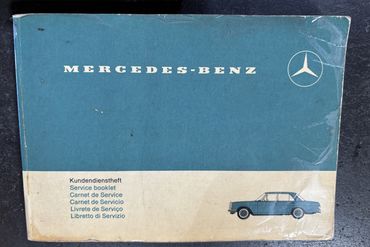 MERCEDES-BENZ
Kundendienstheft
Service booklet
Carnet de Service
Carnet de Servicio
Livrete de Serviço
Libretto di Servizio